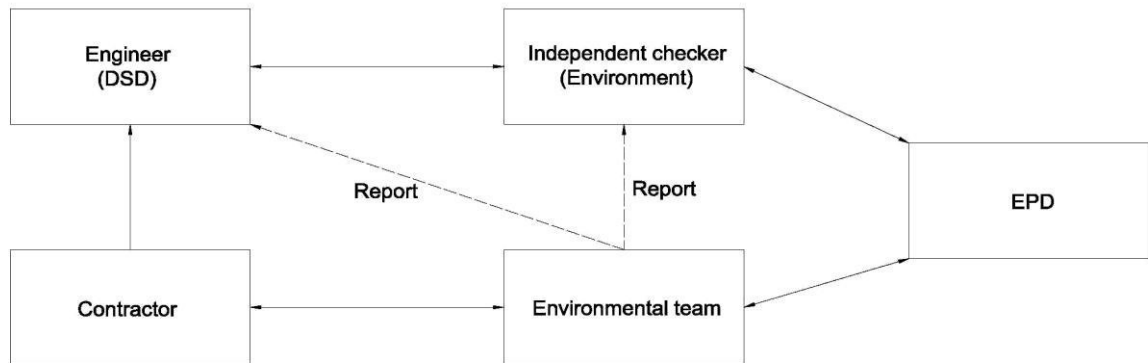 Engineer
(DSD)
Independent checker
(Environment)
EPD
Report
Report
Contractor
Environmental team